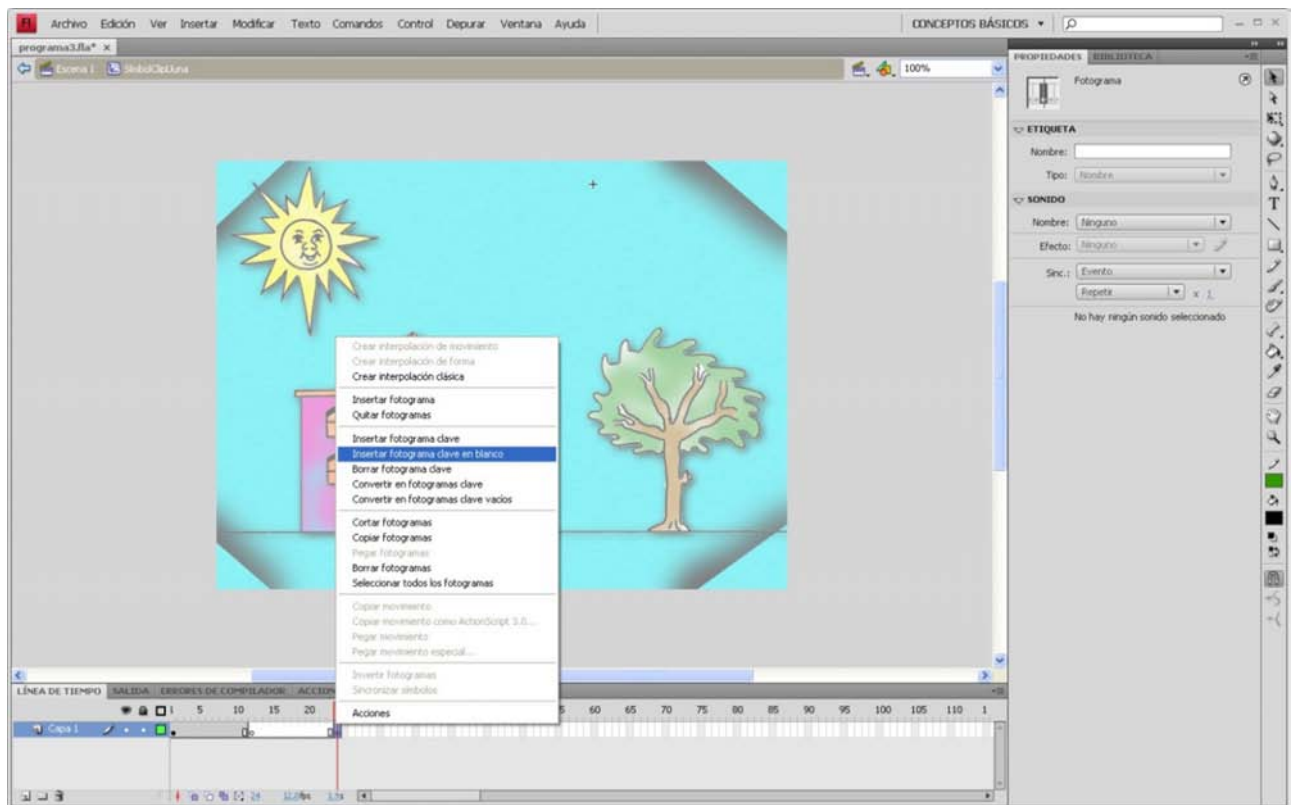 Fl Archivo Edición Ver Insertar Modificar Texto Comandos Control Depurar Ventana Ayuda CONCEPTOS BÁSICOS
programa3.fla* ×
Escena 1
100%
PROPIEDADES BIBLIOTECA
Fotograma
ETIQUETA
Nombre:
Tipo: Nombre
SONIDO
Nombre: Ninguno
Efecto: Ninguno
Sinc.: Evento
Repetir x 1
No hay ningún sonido seleccionado
Crear interpolación de movimiento
Crear interpolación de forma
Crear interpolación clásica
Insertar fotograma
Quitar fotogramas
Insertar fotograma clave
Insertar fotograma clave en blanco
Borrar fotograma clave
Convertir en fotogramas clave
Convertir en fotogramas clave vacíos
Cortar fotogramas
Copiar fotogramas
Pegar fotogramas
Borrar fotogramas
Seleccionar todos los fotogramas
Copiar movimiento
Copiar movimiento como ActionScript 3.0...
Pegar movimiento
Pegar movimiento especial...
Invertir fotogramas
Sincronizar símbolos
Acciones
LÍNEA DE TIEMPO SALIDA ERRORES DE COMPILADOR
1 5 10 15 20 60 65 70 75 80 85 90 95 100 105 110
Capa 1
24 12.0fps